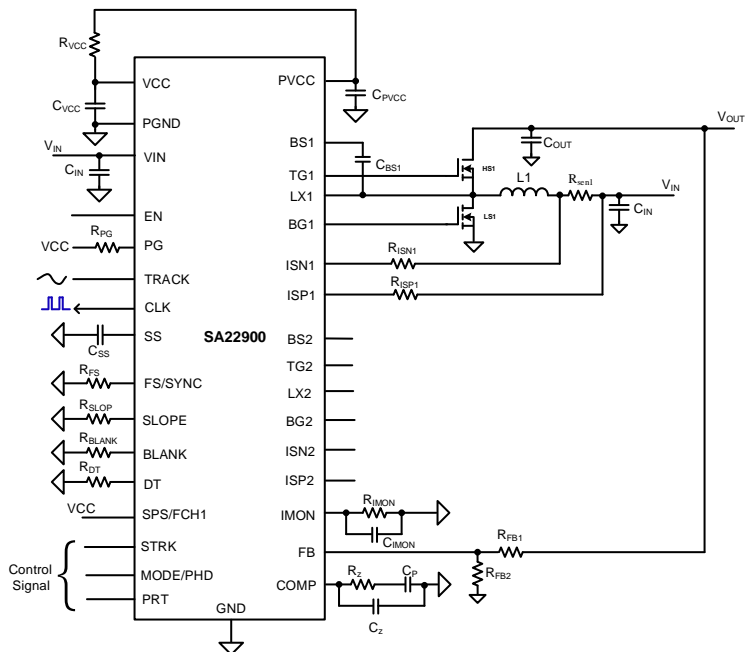 RVCC
VCC
PVCC
CVCC
CPVCC
PGND
VIN
VIN
CIN
BS1
CBS1
TG1
HS1
COUT
VOUT
LX1
L1
Rsen1
VIN
CIN
EN
BG1
LS1
VCC
RPG
PG
ISN1
RISN1
TRACK
ISP1
RISP1
CLK
SS
CSS
SA22900
BS2
TG2
RFS
FS/SYNC
LX2
RSLOP
SLOPE
BG2
RBLANK
BLANK
ISN2
RDT
DT
ISP2
VCC
SPS/FCH1
IMON
RIMON
CIMON
STRK
FB
RFB1
RFB2
Control
Signal
MODE/PHD
COMP
Rz
CP
Cz
PRT
GND